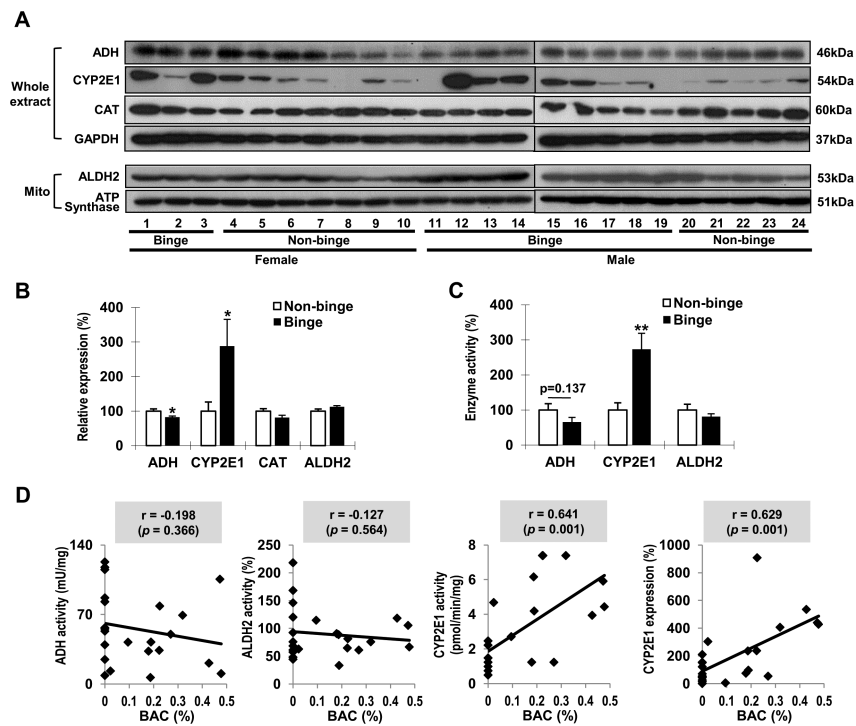 A
Whole extract
ADH 46kDa
CYP2E1 54kDa
CAT 60kDa
GAPDH 37kDa
Mito
ALDH2 53kDa
ATP Synthase 51kDa
1 2 3 4 5 6 7 8 9 10 11 12 13 14 15 16 17 18 19 20 21 22 23 24
Binge Non-binge Binge Non-binge
Female Male
B
Relative expression (%)
400
300
200
100
0
Non-binge
Binge
*
*
ADH CYP2E1 CAT ALDH2
C
Enzyme activity (%)
400
300
200
100
0
Non-binge
Binge
p=0.137
**
ADH CYP2E1 ALDH2
D
r = -0.198
(p = 0.366)
ADH activity (mU/mg)
140
70
0
0 0.1 0.2 0.3 0.4 0.5
BAC (%)
r = -0.127
(p = 0.564)
ALDH2 activity (%)
250
200
150
100
50
0
0 0.1 0.2 0.3 0.4 0.5
BAC (%)
r = 0.641
(p = 0.001)
CYP2E1 activity
(pmol/min/mg)
8
6
4
2
0
0 0.1 0.2 0.3 0.4 0.5
BAC (%)
r = 0.629
(p = 0.001)
CYP2E1 expression (%)
1000
800
600
400
200
0
0 0.1 0.2 0.3 0.4 0.5
BAC (%)